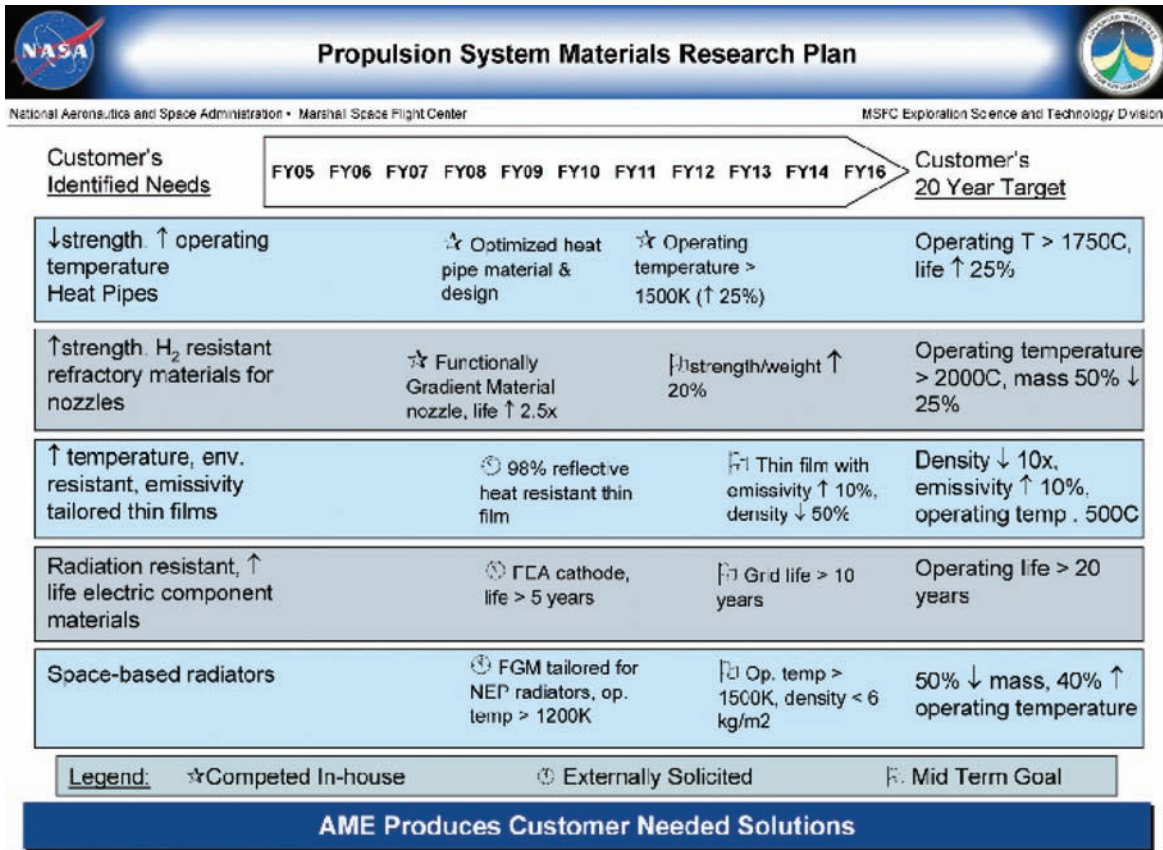 NASA
Propulsion System Materials Research Plan
National Aeronautics and Space Administration • Marshall Space Flight Center
MSFC Exploration Science and Technology Division
Customer's
Identified Needs
FY05 FY06 FY07 FY08 FY09 FY10 FY11 FY12 FY13 FY14 FY16
Customer's
20 Year Target
↓strength. ↑ operating
temperature
Heat Pipes
☆ Optimized heat
pipe material &
design
☆ Operating
temperature >
1500K (↑ 25%)
Operating T > 1750C,
life ↑ 25%
↑strength. H₂ resistant
refractory materials for
nozzles
☆ Functionally
Gradient Material
nozzle, life ↑ 2.5x
strength/weight ↑
20%
Operating temperature
> 2000C, mass 50% ↓
25%
↑ temperature, env.
resistant, emissivity
tailored thin films
98% reflective
heat resistant thin
film
Thin film with
emissivity ↑ 10%,
density ↓ 50%
Density ↓ 10x,
emissivity ↑ 10%,
operating temp . 500C
Radiation resistant, ↑
life electric component
materials
cathode,
life > 5 years
Grid life > 10
years
Operating life > 20
years
Space-based radiators
FGM tailored for
NEP radiators, op.
temp > 1200K
Op. temp >
1500K, density < 6
kg/m2
50% ↓ mass, 40% ↑
operating temperature
Legend: ☆Competed In-house Externally Solicited Mid Term Goal
AME Produces Customer Needed Solutions